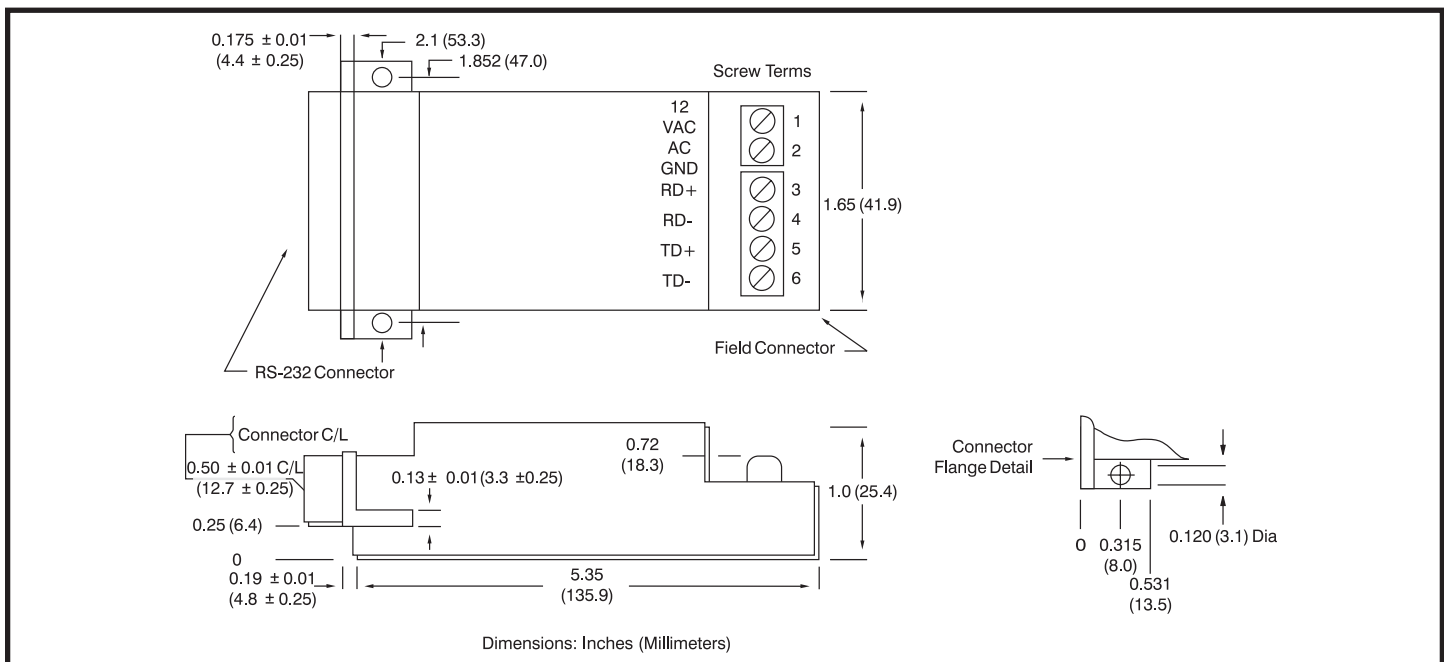 0.175 ± 0.01
(4.4 ± 0.25)
2.1 (53.3)
1.852 (47.0)
Screw Terms
12
VAC
AC
GND
RD+
RD-
TD+
TD-
1
2
3
4
5
6
1.65 (41.9)
Field Connector
RS-232 Connector
Connector C/L
0.50 ± 0.01 C/L
(12.7 ± 0.25)
0.13 ± 0.01 (3.3 ±0.25)
0.25 (6.4)
0
0.19 ± 0.01
(4.8 ± 0.25)
0.72
(18.3)
1.0 (25.4)
5.35
(135.9)
Connector
Flange Detail
0
0.315
(8.0)
0.531
(13.5)
0.120 (3.1) Dia
Dimensions: Inches (Millimeters)